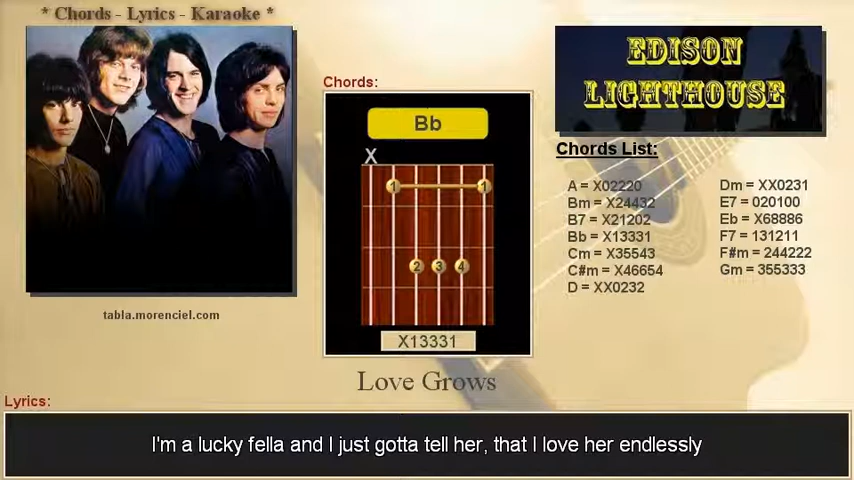 * Chords - Lyrics - Karaoke *
tabla.morenciel.com
Chords:
Bb
X
1 1
2 3 4
X13331
EDISON
LIGHTHOUSE
Chords List:
A = X02220
Bm = X24432
B7 = X21202
Bb = X13331
Cm = X35543
C#m = X46654
D = XX0232
Dm = XX0231
E7 = 020100
Eb = X68886
F7 = 131211
F#m = 244222
Gm = 355333
Love Grows
Lyrics:
I'm a lucky fella and I just gotta tell her, that I love her endlessly